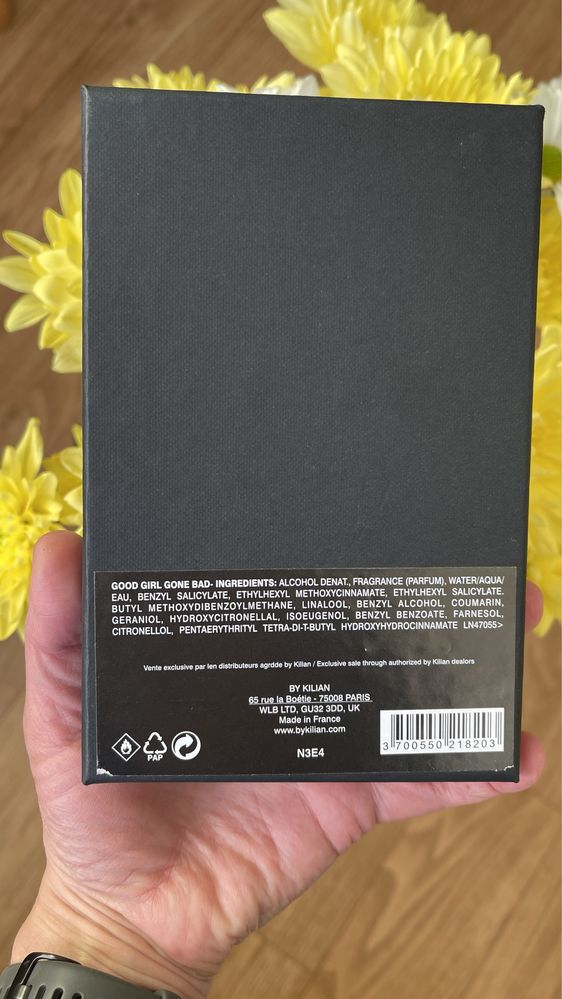 GOOD GIRL GONE BAD- INGREDIENTS: ALCOHOL DENAT., FRAGRANCE (PARFUM), WATER/AQUA/
EAU, BENZYL SALICYLATE, ETHYLHEXYL METHOXYCINNAMATE, ETHYLHEXYL SALICYLATE.
BUTYL METHOXYDIBENZOYLMETHANE, LINALOOL, BENZYL ALCOHOL, COUMARIN,
GERANIOL, HYDROXYCITRONELLAL, ISOEUGENOL, BENZYL BENZOATE, FARNESOL,
CITRONELLOL, PENTAERYTHRITYL TETRA-DI-T-BUTYL HYDROXYHYDROCINNAMATE LN47055>
Vente exclusive par len distributeurs agrdde by Kilian / Exclusive sale through authorized by Kilian dealors
BY KILIAN
65 rue la Boétie - 75008 PARIS
WLB LTD, GU32 3DD, UK
Made in France
www.bykilian.com
N3E4
PAP
3 700550 218203